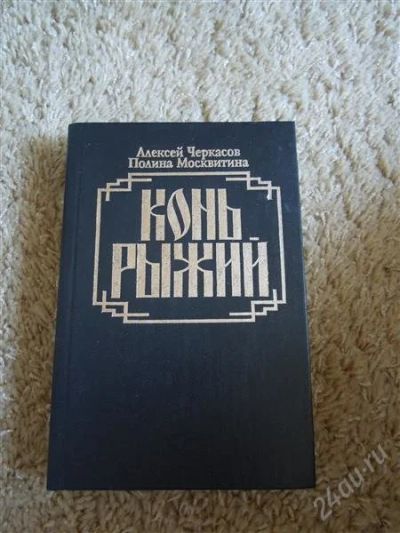 Алексей Черкасов
Полина Москвитина
КОНЬ
РЫЖИЙ
24au.ru